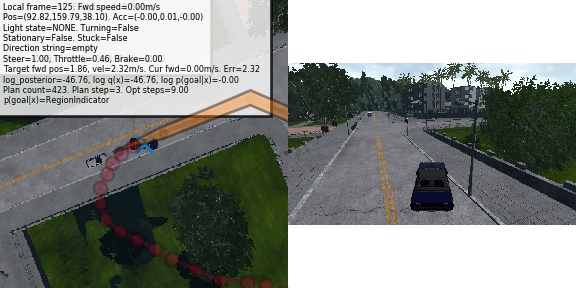 Local frame=125: Fwd speed=0.00m/s
Pos=(92.82,159.79,38.10). Acc=(-0.00,0.01,-0.00)
Light state=NONE. Turning=False
Stationary=False. Stuck=False
Direction string=empty
Steer=1.00, Throttle=0.46, Brake=0.00
Target fwd pos=1.86, vel=2.32m/s. Cur fwd=0.00m/s. Err=2.32
log_posterior=-46.76, log q(x)=-46.76, log p(goal|x)=-0.00
Plan count=423. Plan step=3. Opt steps=9.00
p(goal|x)=RegionIndicator